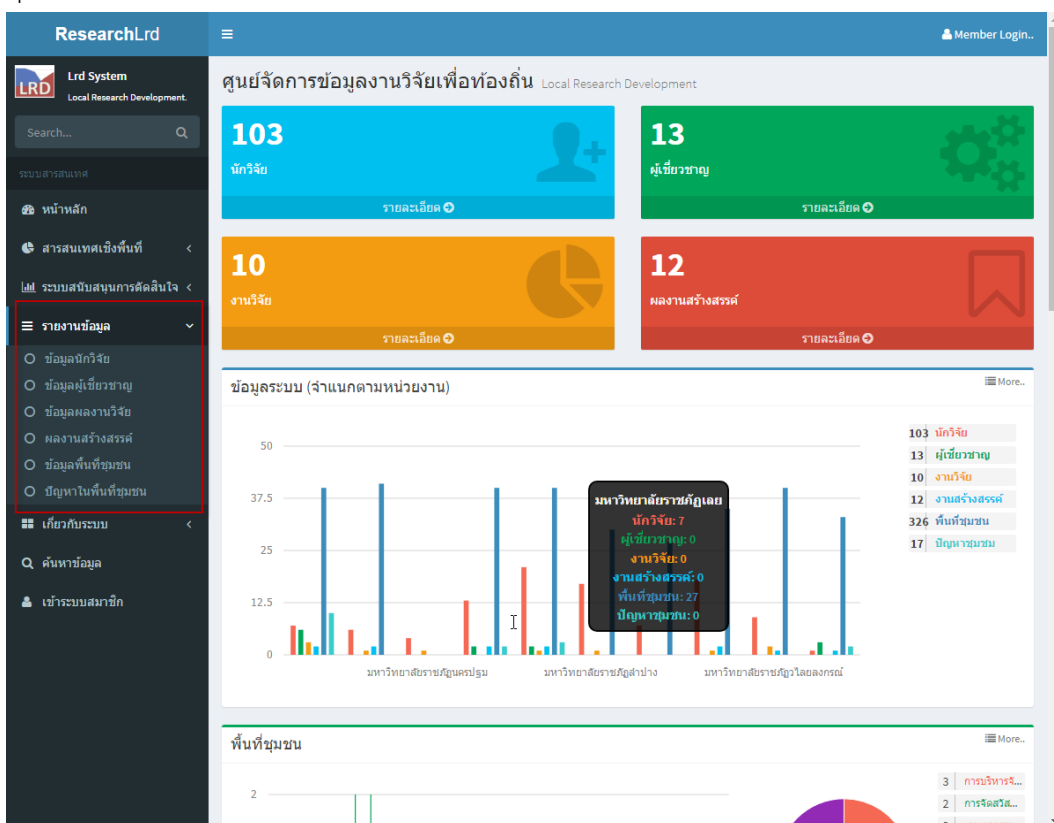 ResearchLrd
Member Login..
LRD
Lrd System
Local Research Development.
Search...
ระบบสารสนเทศ
หน้าหลัก
สารสนเทศเชิงพื้นที่
ระบบสนับสนุนการตัดสินใจ
รายงานข้อมูล
ข้อมูลนักวิจัย
ข้อมูลผู้เชี่ยวชาญ
ข้อมูลผลงานวิจัย
ผลงานสร้างสรรค์
ข้อมูลพื้นที่ชุมชน
ปัญหาในพื้นที่ชุมชน
เกี่ยวกับระบบ
ค้นหาข้อมูล
เข้าระบบสมาชิก
ศูนย์จัดการข้อมูลงานวิจัยเพื่อท้องถิ่น Local Research Development
103
นักวิจัย
รายละเอียด
13
ผู้เชี่ยวชาญ
รายละเอียด
10
งานวิจัย
รายละเอียด
12
ผลงานสร้างสรรค์
รายละเอียด
ข้อมูลระบบ (จำแนกตามหน่วยงาน)
More..
50
37.5
25
12.5
0
มหาวิทยาลัยราชภัฏเลย
นักวิจัย: 7
ผู้เชี่ยวชาญ: 0
งานวิจัย: 0
งานสร้างสรรค์: 0
พื้นที่ชุมชน: 27
ปัญหาชุมชน: 0
มหาวิทยาลัยราชภัฏนครปฐม
มหาวิทยาลัยราชภัฏลำปาง
มหาวิทยาลัยราชภัฏวไลยลงกรณ์
103 นักวิจัย
13 ผู้เชี่ยวชาญ
10 งานวิจัย
12 งานสร้างสรรค์
326 พื้นที่ชุมชน
17 ปัญหาชุมชม
พื้นที่ชุมชน
More..
2
3 การบริหารจั...
2 การจัดสวัส...